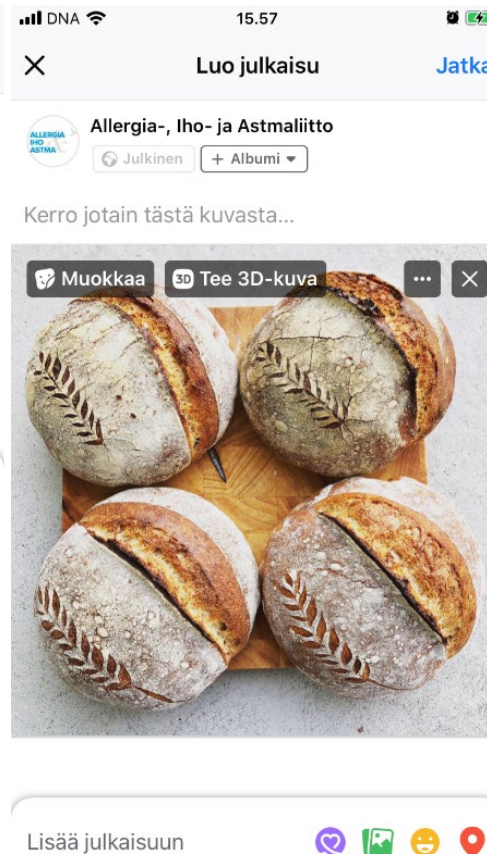 DNA
15.57
Luo julkaisu
Jatka
ALLERGIA
IHO
ASTMA
Allergia-, Iho- ja Astmaliitto
Julkinen
+ Albumi
Kerro jotain tästä kuvasta...
Muokkaa
3D Tee 3D-kuva
Lisää julkaisuun